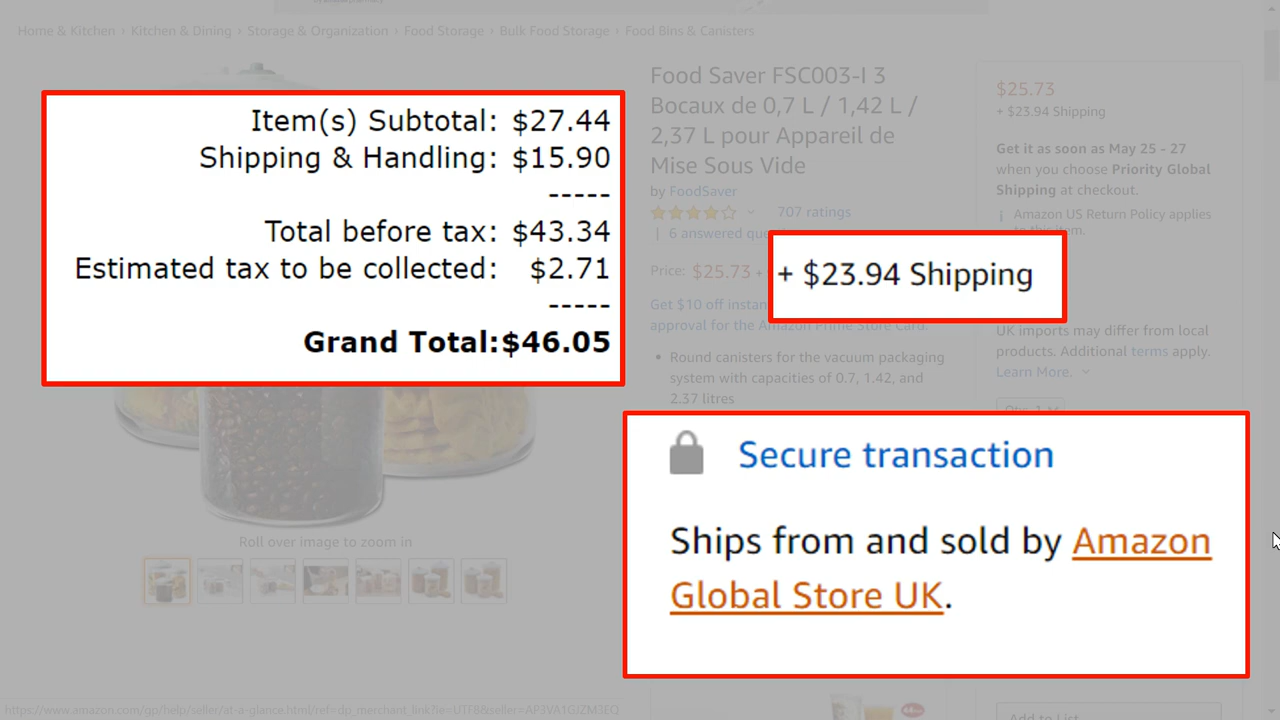 Home & Kitchen › Kitchen & Dining › Storage & Organization › Food Storage › Bulk Food Storage › Food Bins & Canisters
Item(s) Subtotal: $27.44
Shipping & Handling: $15.90
-----
Total before tax: $43.34
Estimated tax to be collected: $2.71
-----
Grand Total:$46.05
Roll over image to zoom in
Food Saver FSC003-I 3
Bocaux de 0,7 L / 1,42 L /
2,37 L pour Appareil de
Mise Sous Vide
by FoodSaver
707 ratings
| 6 answered
Price: $25.73 +
+ $23.94 Shipping
Get $10 off
approval for the Amazon Prime Store Card.
• Round canisters for the vacuum packaging
system with capacities of 0.7, 1.42, and
2.37 litres
$25.73
+ $23.94 Shipping
Get it as soon as May 25 - 27
when you choose Priority Global
Shipping at checkout.
Amazon US Return Policy applies
to this item.
UK imports may differ from local
products. Additional terms apply.
Learn More.
Qty: 1
Secure transaction
Ships from and sold by Amazon
Global Store UK.
Add to List